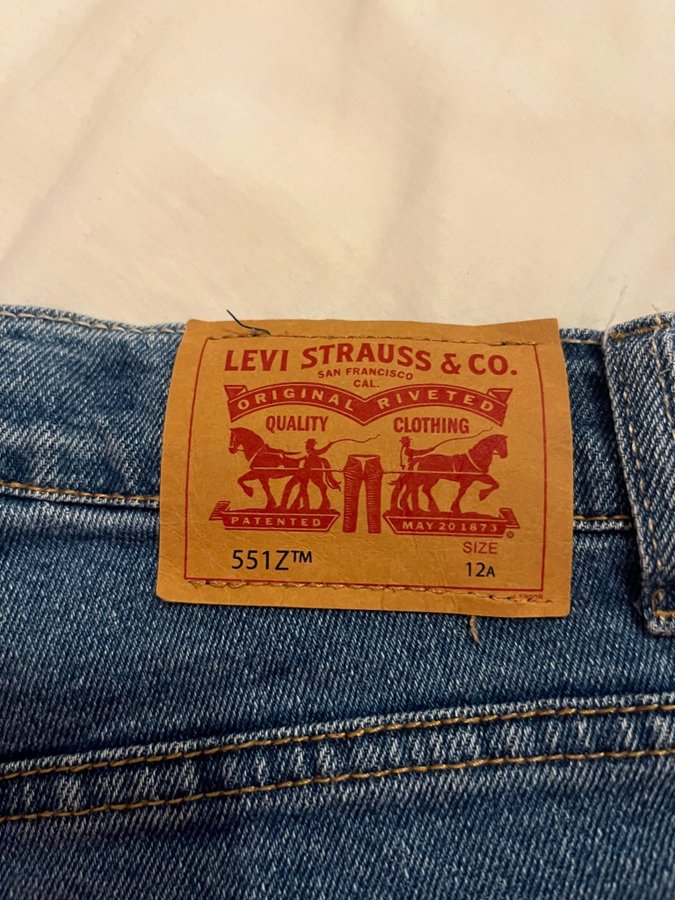 LEVI STRAUSS & CO.
SAN FRANCISCO
CAL.
ORIGINAL RIVETED
QUALITY CLOTHING
PATENTED MAY 20 1873 ®
551Z™
SIZE
12A